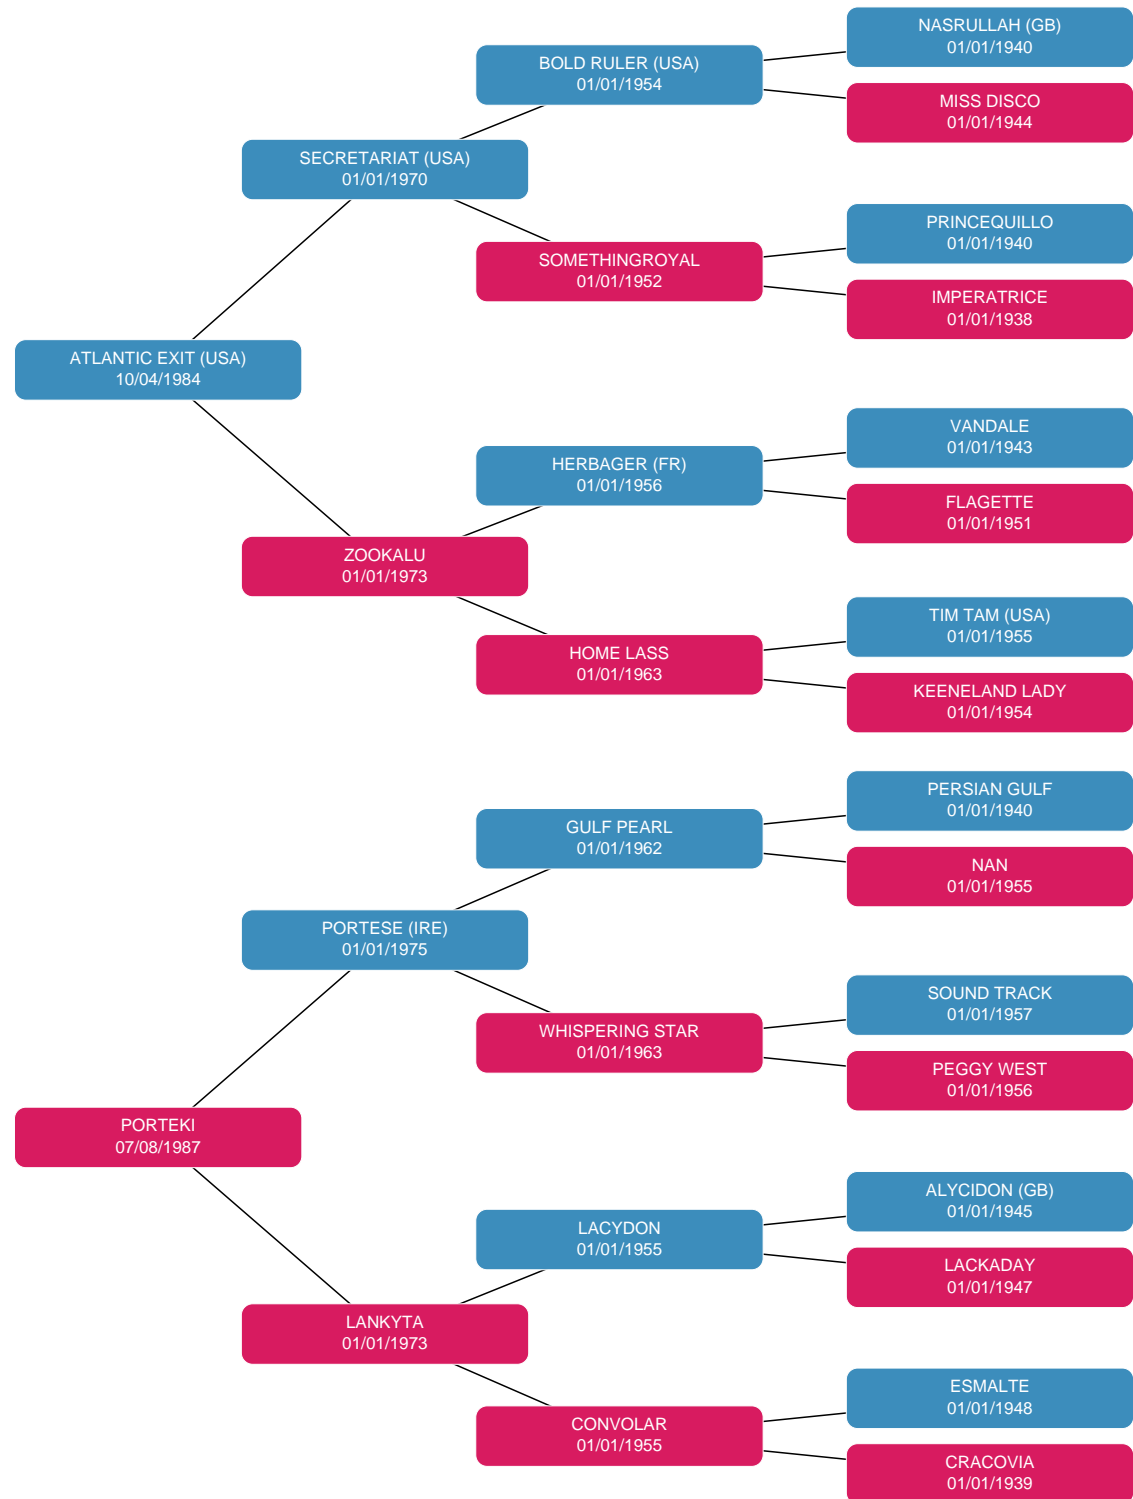 NASRULLAH (GB)
01/01/1940
BOLD RULER (USA)
01/01/1954
MISS DISCO
01/01/1944
SECRETARIAT (USA)
01/01/1970
PRINCEQUILLO
01/01/1940
SOMETHINGROYAL
01/01/1952
IMPERATRICE
01/01/1938
ATLANTIC EXIT (USA)
10/04/1984
VANDALE
01/01/1943
HERBAGER (FR)
01/01/1956
FLAGETTE
01/01/1951
ZOOKALU
01/01/1973
TIM TAM (USA)
01/01/1955
HOME LASS
01/01/1963
KEENELAND LADY
01/01/1954
PERSIAN GULF
01/01/1940
GULF PEARL
01/01/1962
NAN
01/01/1955
PORTESE (IRE)
01/01/1975
SOUND TRACK
01/01/1957
WHISPERING STAR
01/01/1963
PEGGY WEST
01/01/1956
PORTEKI
07/08/1987
ALYCIDON (GB)
01/01/1945
LACYDON
01/01/1955
LACKADAY
01/01/1947
LANKYTA
01/01/1973
ESMALTE
01/01/1948
CONVOLAR
01/01/1955
CRACOVIA
01/01/1939